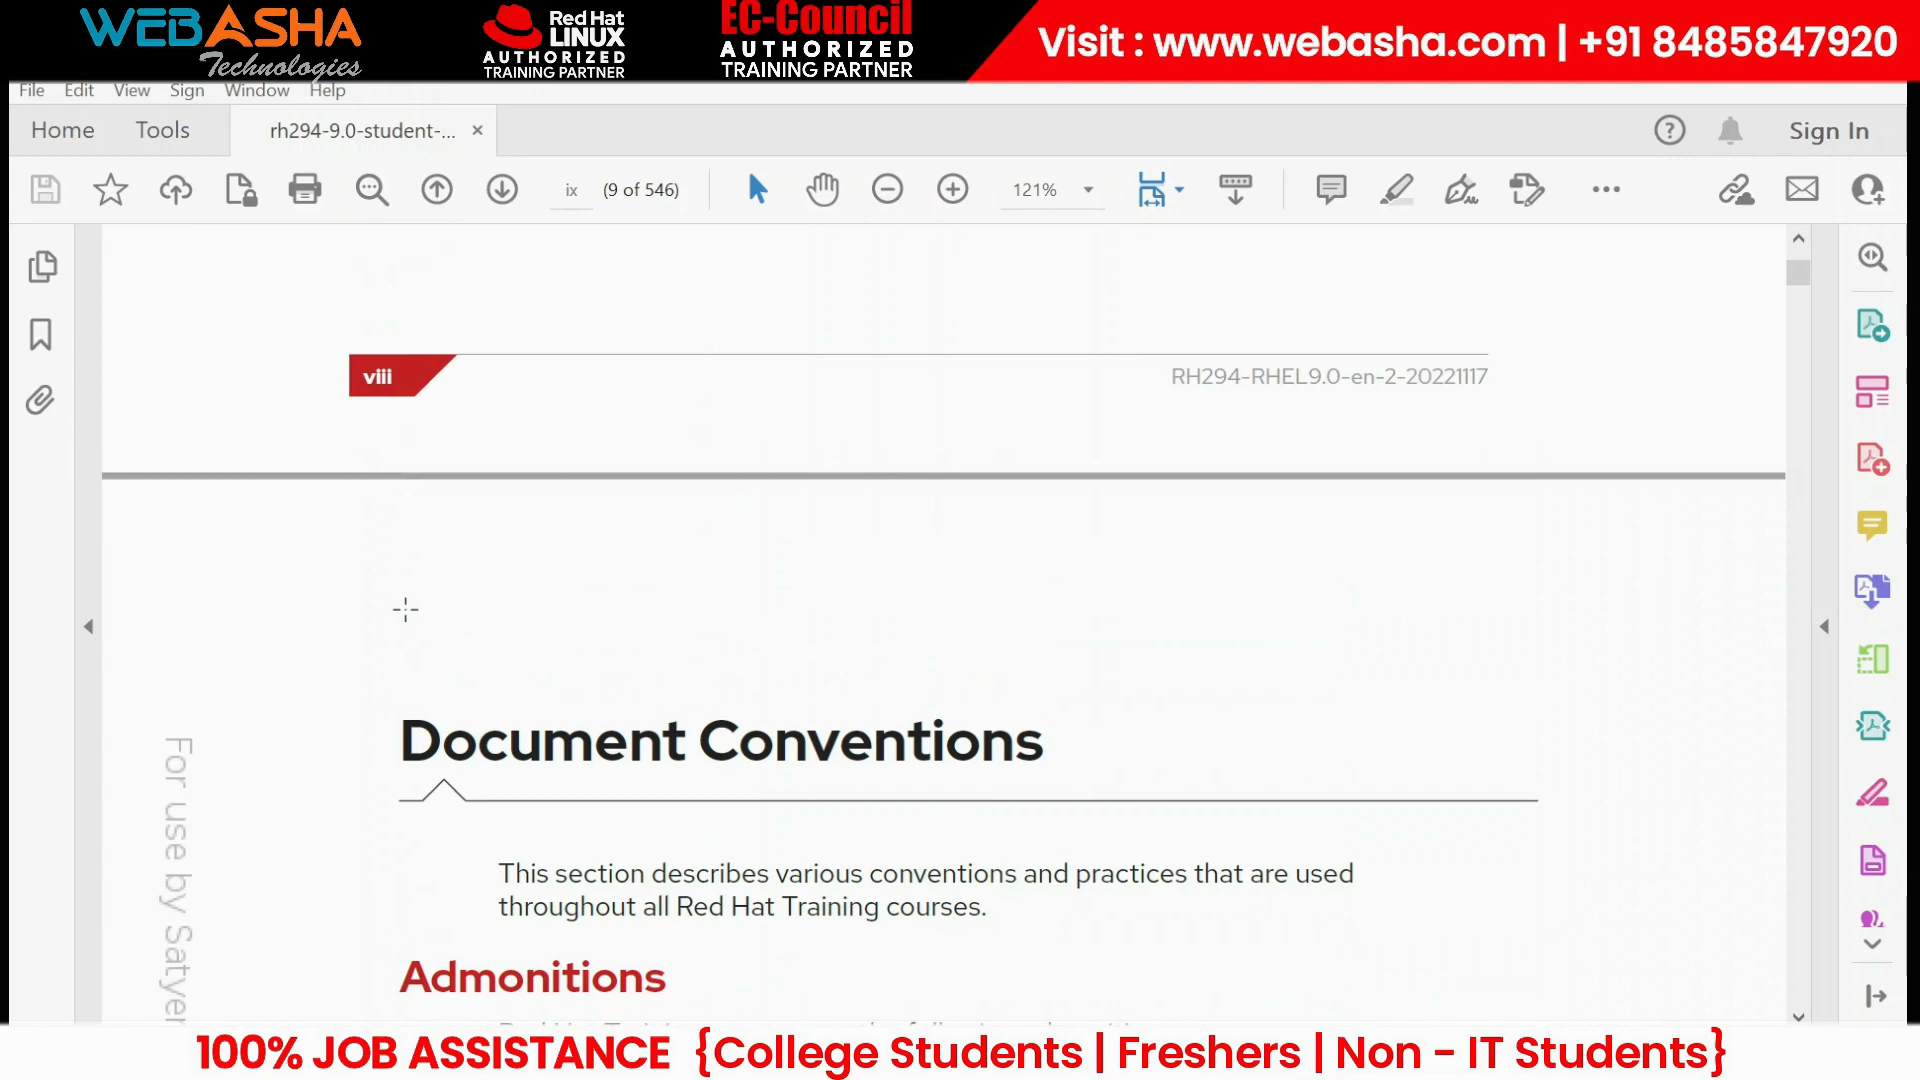 WEBASHA
Technologies
Red Hat
LINUX
AUTHORIZED
TRAINING PARTNER
EC-Council
AUTHORIZED
TRAINING PARTNER
Visit : www.webasha.com | +91 8485847920
File Edit View Sign Window Help
Home Tools rh294-9.0-student-... × Sign In
ix (9 of 546) 121%
viii
RH294-RHEL9.0-en-2-20221117
Document Conventions
This section describes various conventions and practices that are used
throughout all Red Hat Training courses.
Admonitions
For use by Satyer
100% JOB ASSISTANCE {College Students | Freshers | Non - IT Students}